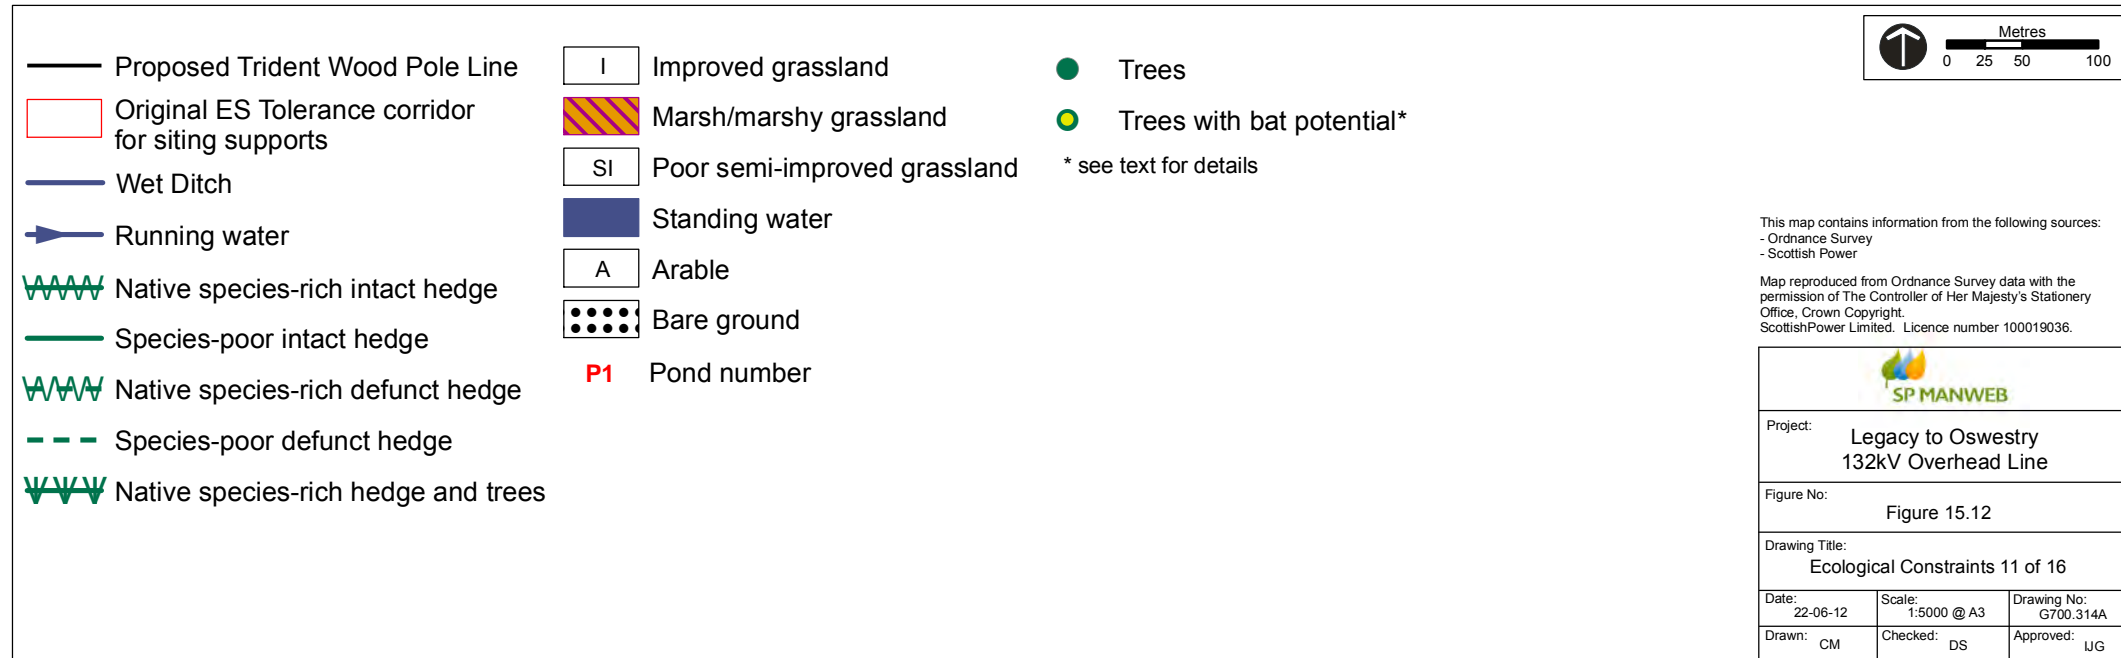 Proposed Trident Wood Pole Line
Original ES Tolerance corridor
for siting supports
Wet Ditch
Running water
Native species-rich intact hedge
Species-poor intact hedge
Native species-rich defunct hedge
Species-poor defunct hedge
Native species-rich hedge and trees
I Improved grassland
Marsh/marshy grassland
SI Poor semi-improved grassland
Standing water
A Arable
Bare ground
P1 Pond number
Trees
Trees with bat potential*
* see text for details
Metres
0 25 50 100
This map contains information from the following sources:
- Ordnance Survey
- Scottish Power
Map reproduced from Ordnance Survey data with the
permission of The Controller of Her Majesty's Stationery
Office, Crown Copyright.
ScottishPower Limited. Licence number 100019036.
SP MANWEB
Project:
Legacy to Oswestry
132kV Overhead Line
Figure No:
Figure 15.12
Drawing Title:
Ecological Constraints 11 of 16
Date: 22-06-12
Scale: 1:5000 @ A3
Drawing No: G700.314A
Drawn: CM
Checked: DS
Approved: IJG